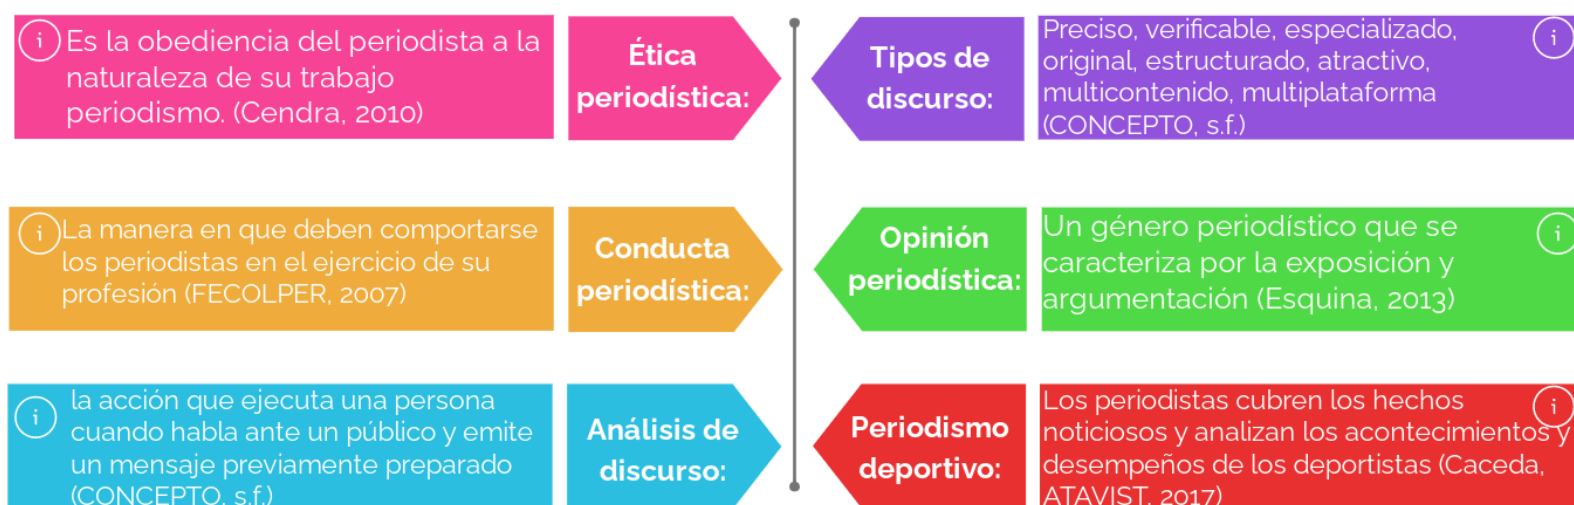 Es la obediencia del periodista a la
naturaleza de su trabajo
periodismo. (Cendra, 2010)
Ética
periodística:
Tipos de
discurso:
Preciso, verificable, especializado,
original, estructurado, atractivo,
multicontenido, multiplataforma
(CONCEPTO, s.f.)
La manera en que deben comportarse
los periodistas en el ejercicio de su
profesión (FECOLPER, 2007)
Conducta
periodística:
Opinión
periodística:
Un género periodístico que se
caracteriza por la exposición y
argumentación (Esquina, 2013)
la acción que ejecuta una persona
cuando habla ante un público y emite
un mensaje previamente preparado
(CONCEPTO, s.f.)
Análisis de
discurso:
Periodismo
deportivo:
Los periodistas cubren los hechos
noticiosos y analizan los acontecimientos y
desempeños de los deportistas (Caceda,
ATAVIST, 2017)